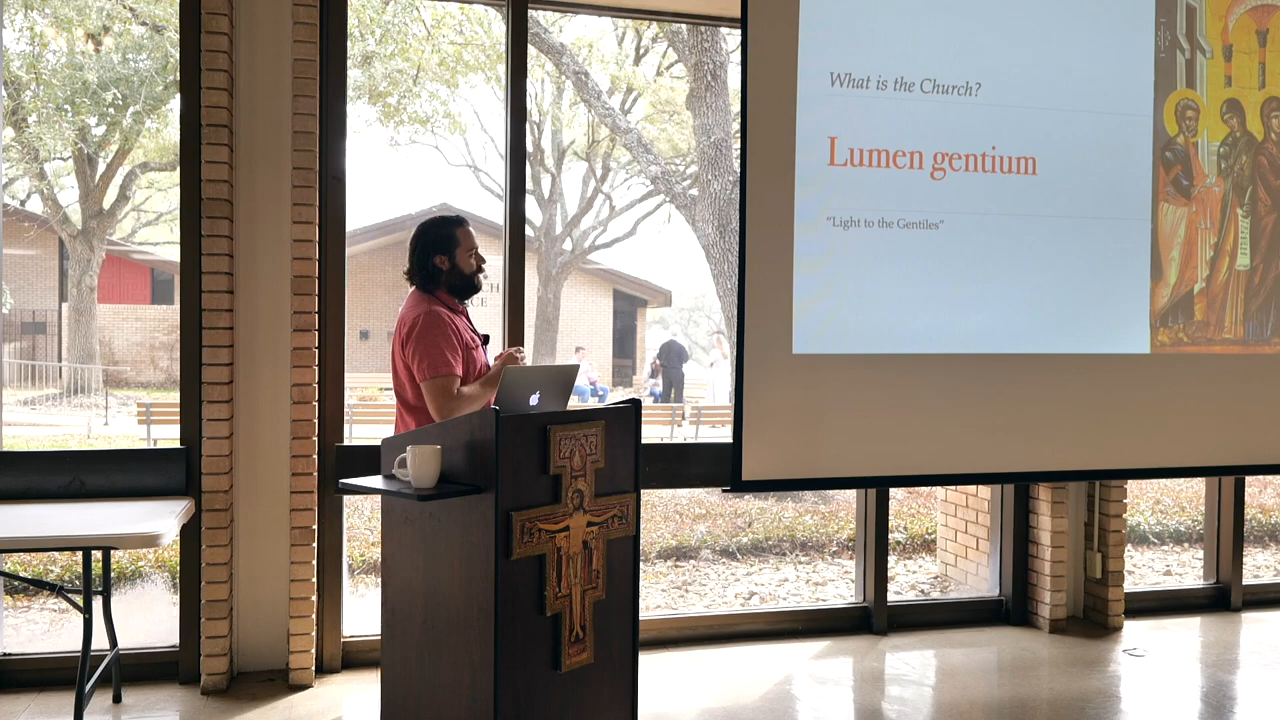 What is the Church?
Lumen gentium
“Light to the Gentiles”